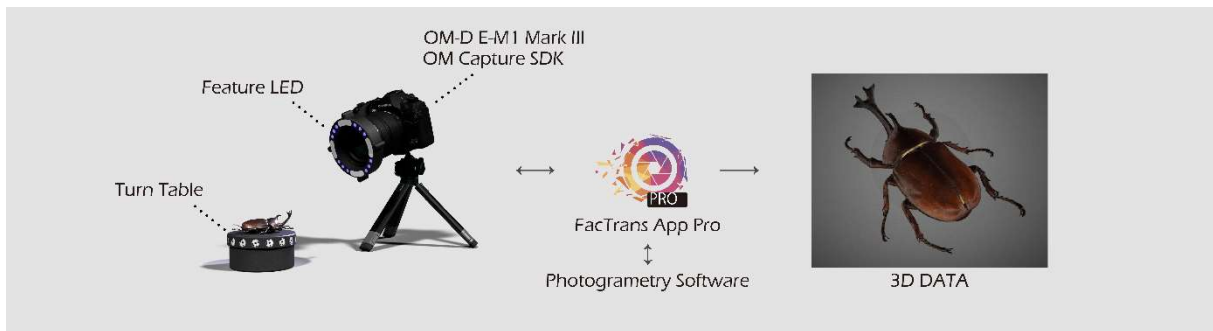 OM-D E-M1 Mark III
OM Capture SDK
Feature LED
Turn Table
PRO
FacTrans App Pro
Photogrametry Software
3D DATA